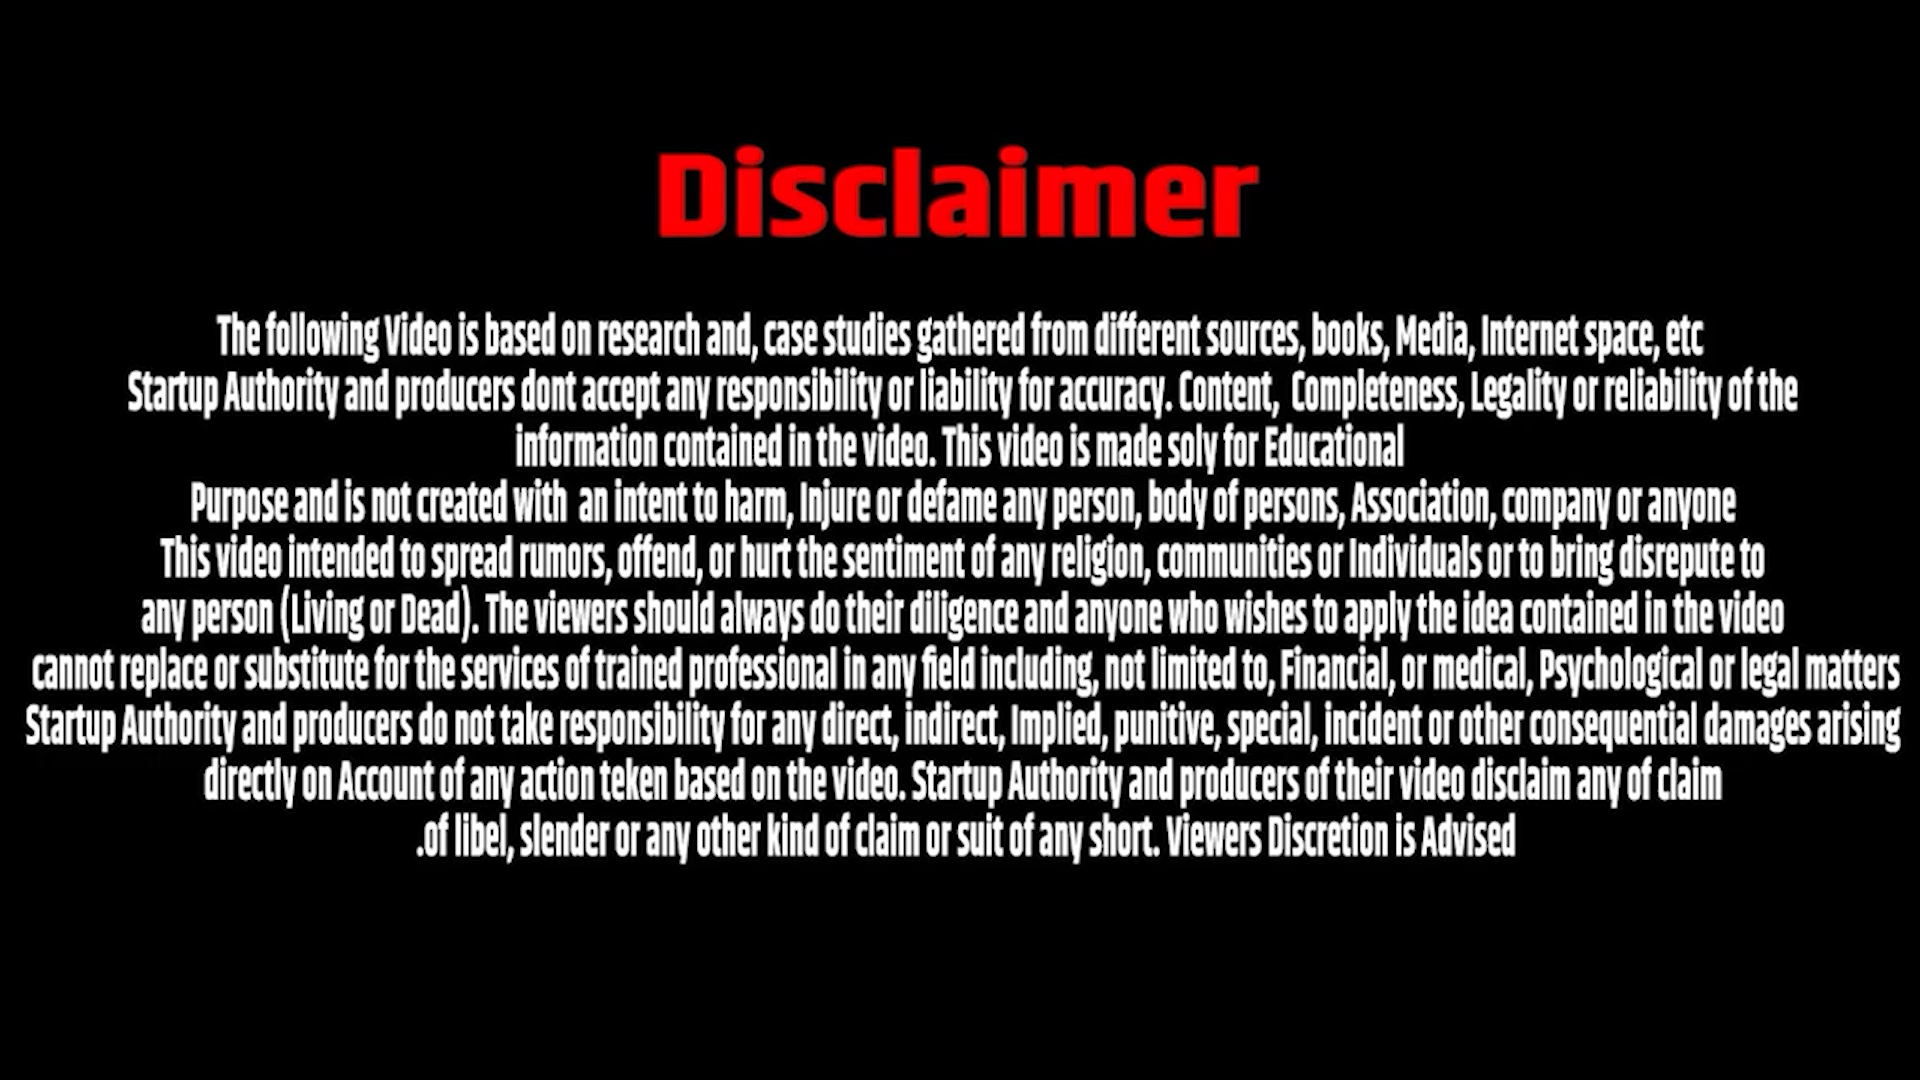 Disclaimer
The following Video is based on research and, case studies gathered from different sources, books, Media, Internet space, etc
Startup Authority and producers dont accept any responsibility or liability for accuracy. Content, Completeness, Legality or reliability of the
information contained in the video. This video is made soly for Educational
Purpose and is not created with an intent to harm, Injure or defame any person, body of persons, Association, company or anyone
This video intended to spread rumors, offend, or hurt the sentiment of any religion, communities or Individuals or to bring disrepute to
any person (Living or Dead). The viewers should always do their diligence and anyone who wishes to apply the idea contained in the video
cannot replace or substitute for the services of trained professional in any field including, not limited to, Financial, or medical, Psychological or legal matters
Startup Authority and producers do not take responsibility for any direct, indirect, Implied, punitive, special, incident or other consequential damages arising
directly on Account of any action teken based on the video. Startup Authority and producers of their video disclaim any of claim
.of libel, slender or any other kind of claim or suit of any short. Viewers Discretion is Advised